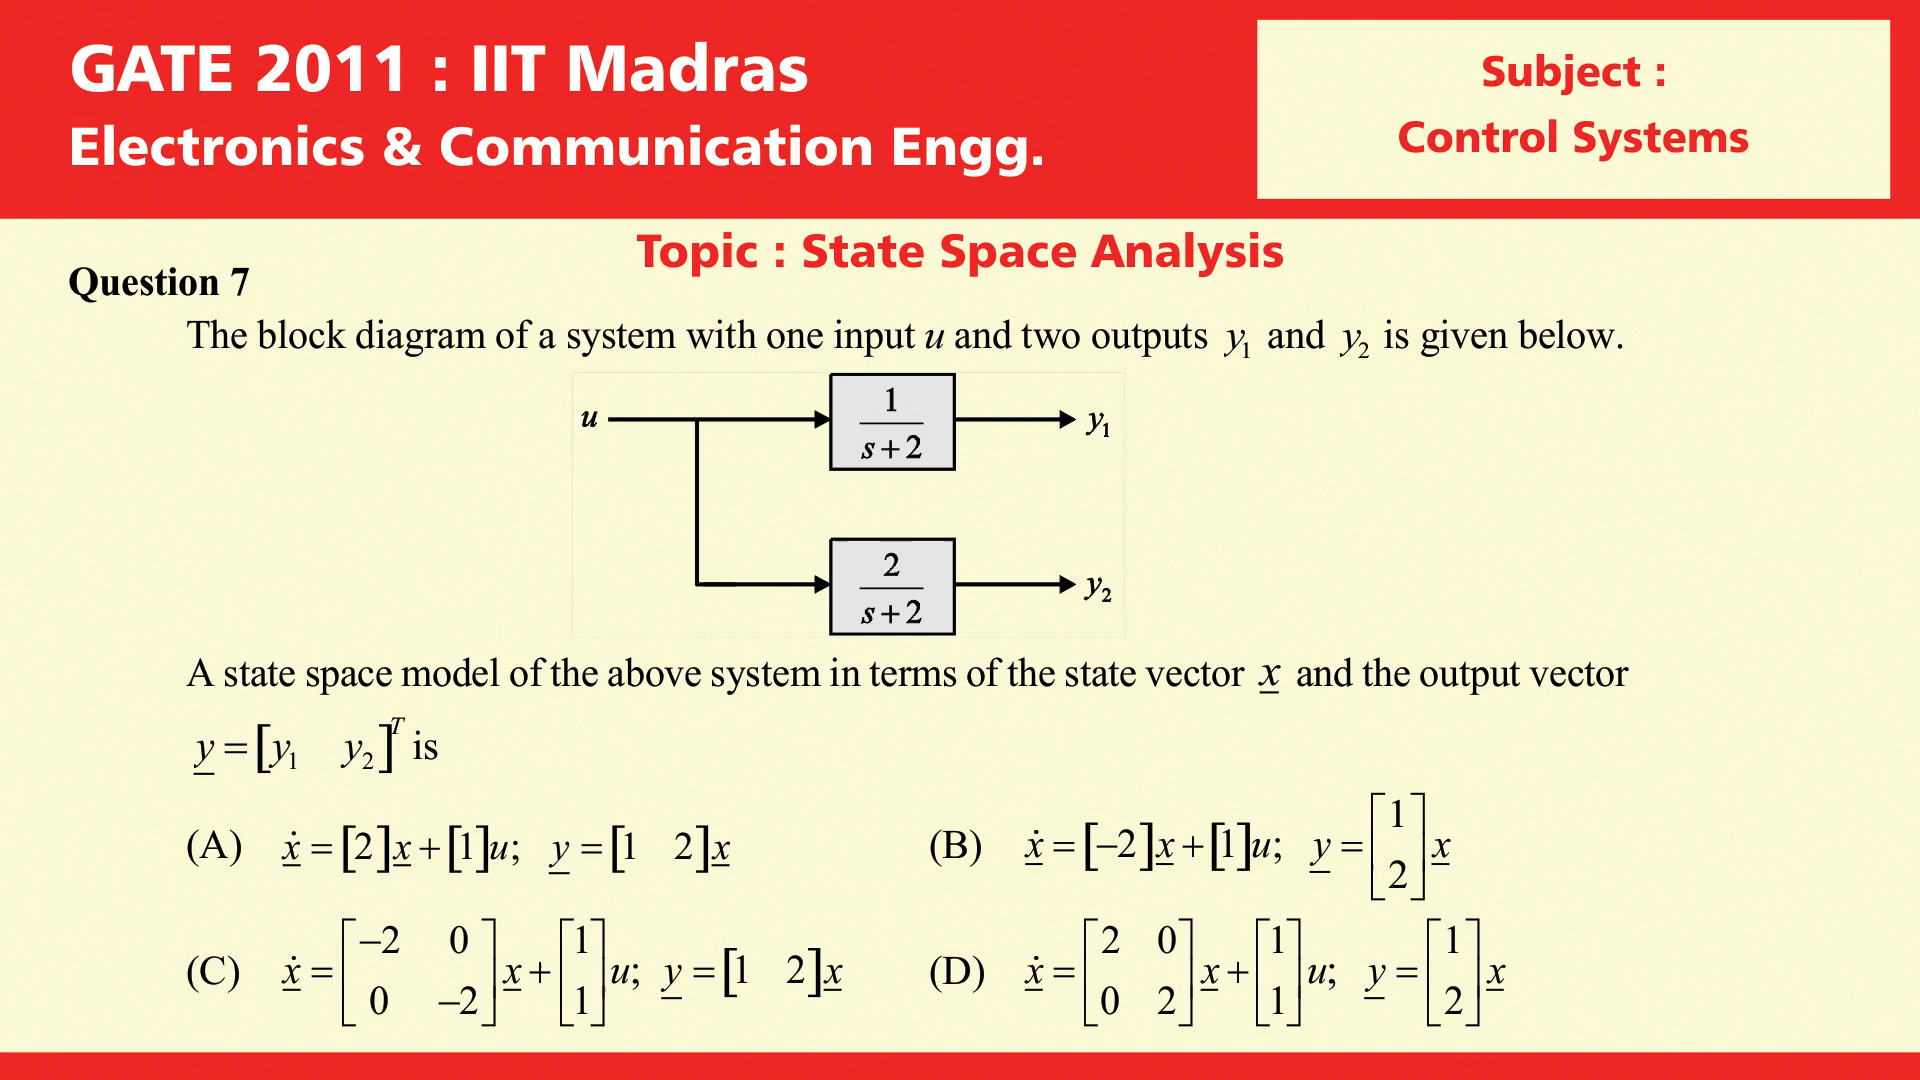 GATE 2011 : IIT Madras
Electronics & Communication Engg.
Subject :
Control Systems
Topic : State Space Analysis
Question 7
The block diagram of a system with one input u and two outputs y₁ and y₂ is given below.
u
1
s+2
y₁
2
s+2
y₂
A state space model of the above system in terms of the state vector x̲ and the output vector
y̲ = [y₁ y₂]ᵀ is
(A) ẋ̲ = [2]x̲ + [1]u; y̲ = [1 2]x̲
(B) ẋ̲ = [–2]x̲ + [1]u; y̲ = [1; 2]x̲
(C) ẋ̲ = [–2 0; 0 –2]x̲ + [1; 1]u; y̲ = [1 2]x̲
(D) ẋ̲ = [2 0; 0 2]x̲ + [1; 1]u; y̲ = [1; 2]x̲